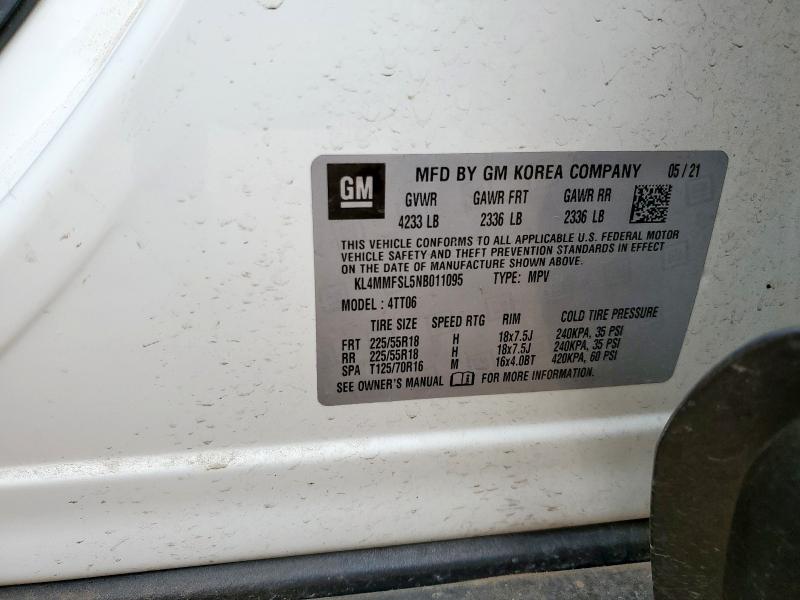 GM
MFD BY GM KOREA COMPANY 05 / 21
GVWR GAWR FRT GAWR RR
4233 LB 2336 LB 2336 LB
THIS VEHICLE CONFORMS TO ALL APPLICABLE U.S. FEDERAL MOTOR
VEHICLE SAFETY AND THEFT PREVENTION STANDARDS IN EFFECT
ON THE DATE OF MANUFACTURE SHOWN ABOVE.
KL4MMFSL5NB011095 TYPE: MPV
MODEL : 4TT06
TIRE SIZE SPEED RTG RIM COLD TIRE PRESSURE
FRT 225/55R18 H 18x7.5J 240KPA, 35 PSI
RR 225/55R18 H 18x7.5J 240KPA, 35 PSI
SPA T125/70R16 M 16x4.0BT 420KPA, 60 PSI
SEE OWNER'S MANUAL FOR MORE INFORMATION.